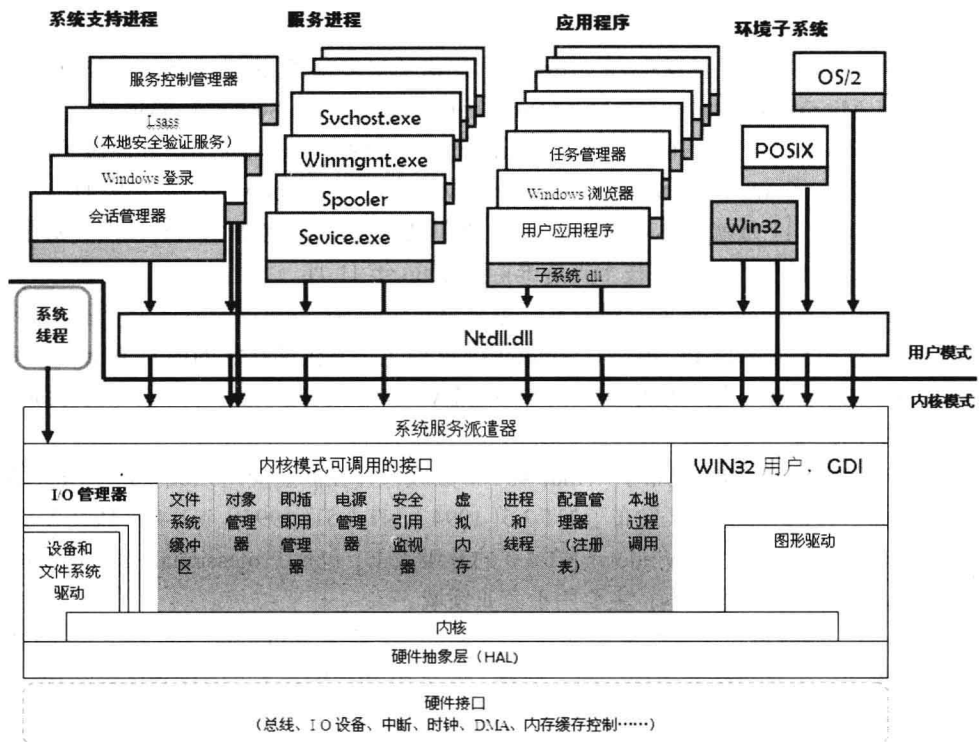 系统支持进程
服务进程
应用程序
环境子系统
服务控制管理器
Lsass
(本地安全验证服务)
Windoiws 登录
会话管理器
Svchost.exe
Winmgmt.exe
Spooler
Sevice.exe
任务管理器
Windows 浏览器
用户应用程序
子系统 dll
OS/2
POSIX
Win32
系统
线程
Ntdll.dll
用户模式
内核模式
系统服务派遣器
内核模式可调用的接口
WIN32 用户、GDI
I/O 管理器
设备和
文件系统
驱动
文件
系统
缓冲
区
对象
管理
器
即插
即用
管理
器
电源
管理
器
安全
引用
监视
器
虚
拟
内
存
进程
和
线程
配置管
理器
(注册
表)
本地
过程
调用
图形驱动
内核
硬件抽象层(HAL)
硬件接口
(总线、I O 设备、中断、时钟、DMA、内存缓存控制……)